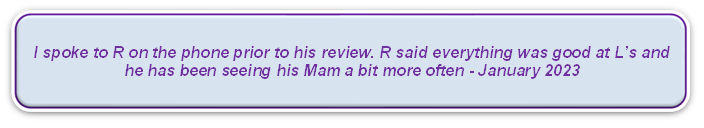 I spoke to R on the phone prior to his review. R said everything was good at L's and
he has been seeing his Mam a bit more often - January 2023